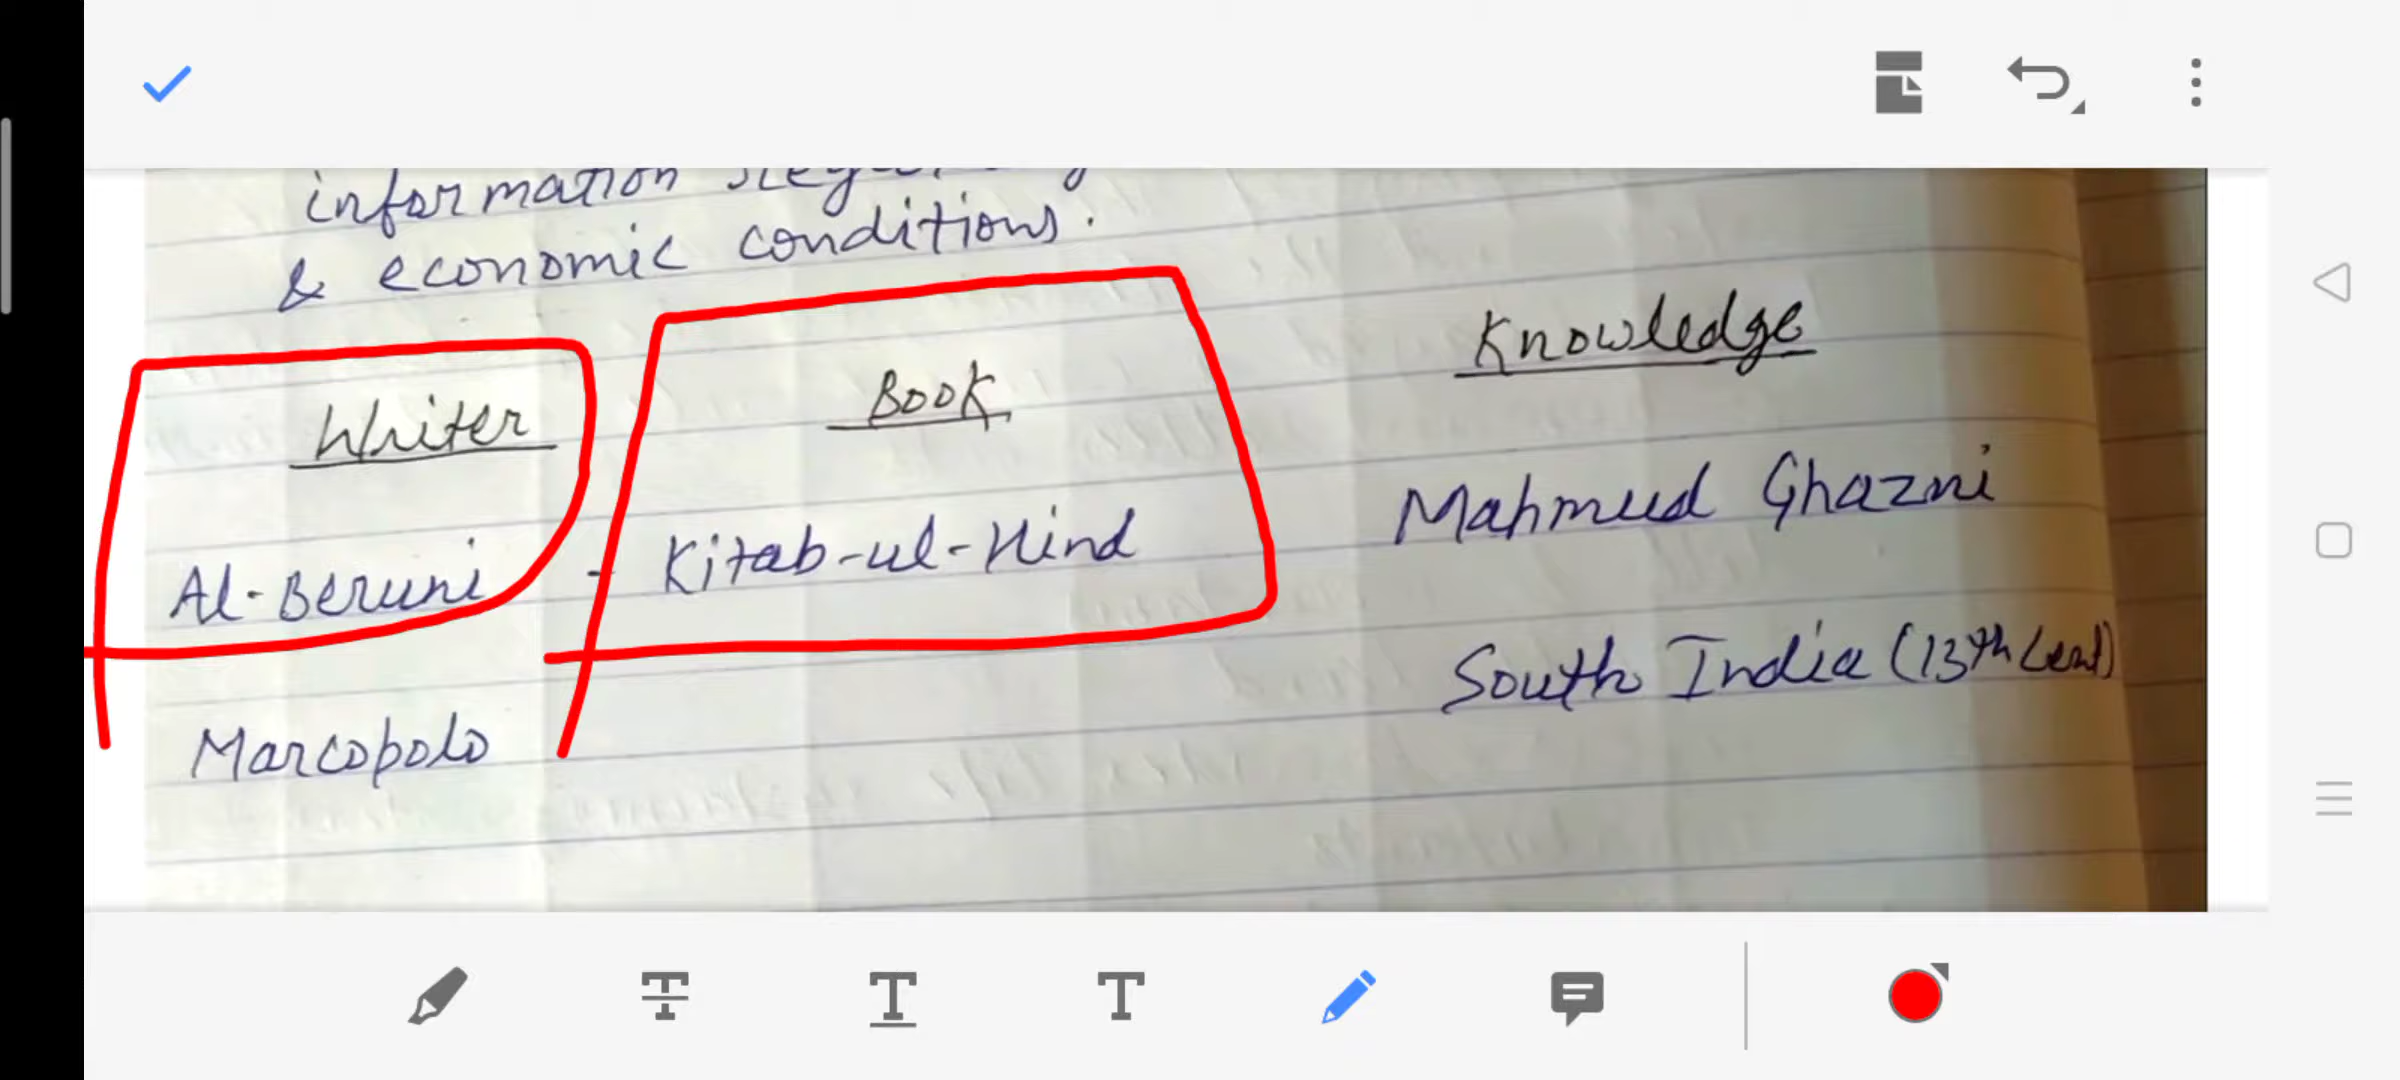 information
& economic conditions.
Writer Book Knowledge
Al-Beruni - Kitab-ul-Hind Mahmud Ghazni
Marcopolo South India (13th Cent)